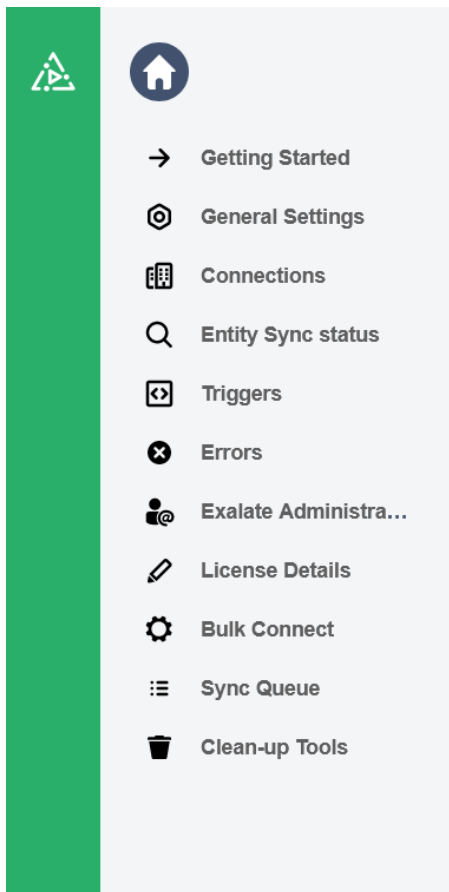 Getting Started
General Settings
Connections
Entity Sync status
Triggers
Errors
Exalate Administra...
License Details
Bulk Connect
Sync Queue
Clean-up Tools